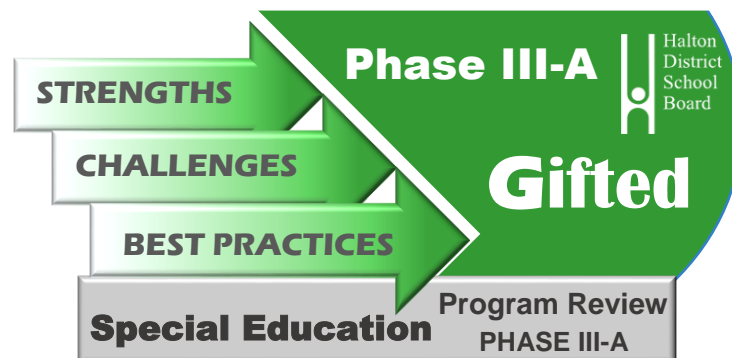 STRENGTHS
CHALLENGES
BEST PRACTICES
Phase III-A
Halton
District
School
Board
Gifted
Special Education
Program Review
PHASE III-A